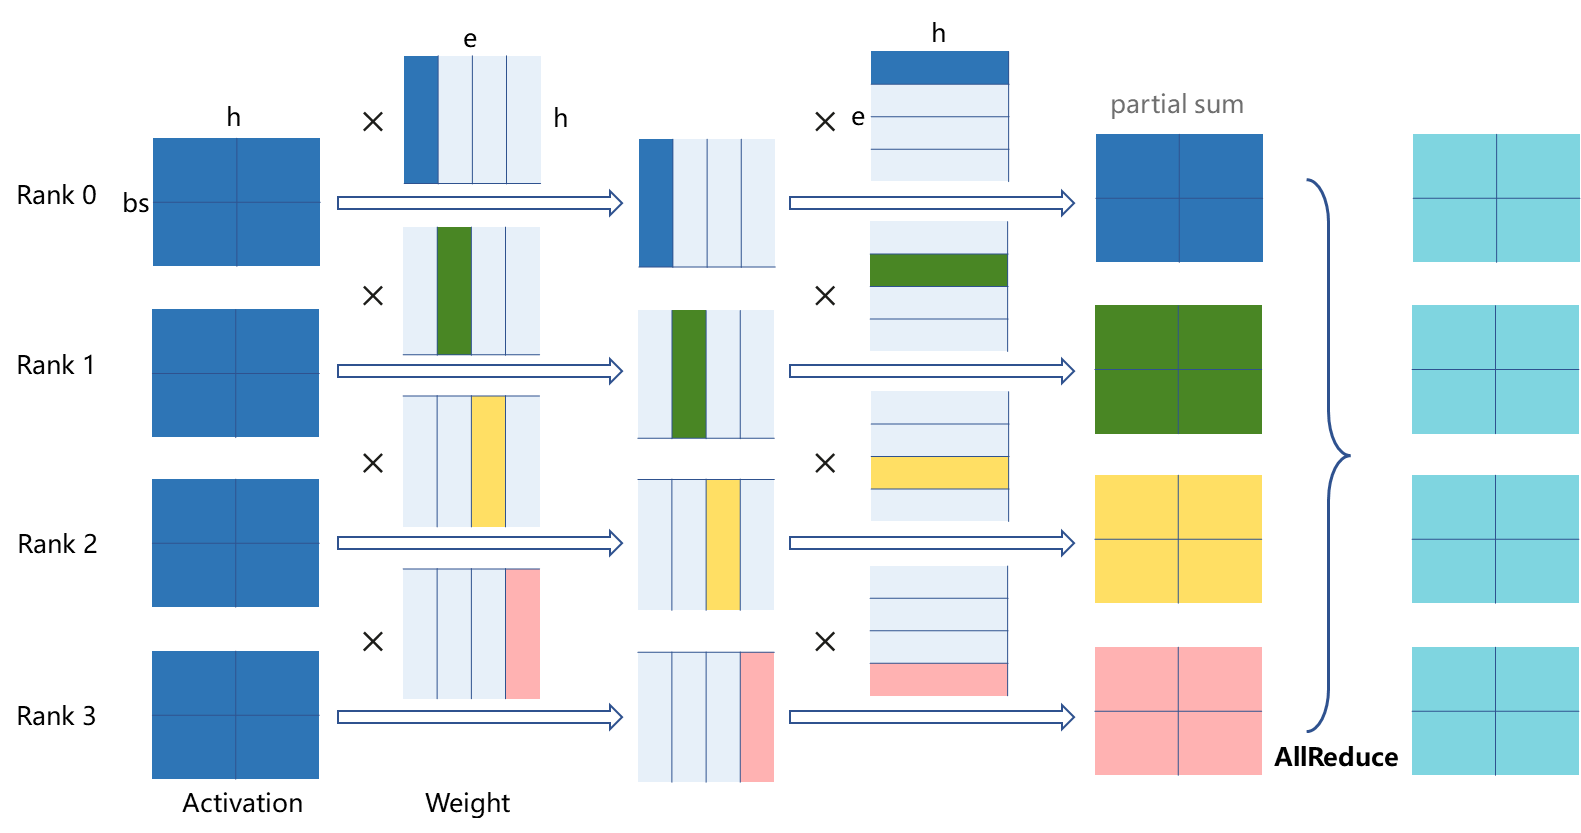 e
h
h
×
h
×
e
partial sum
Rank 0
bs
×
×
Rank 1
×
×
Rank 2
×
×
Rank 3
AllReduce
Activation
Weight